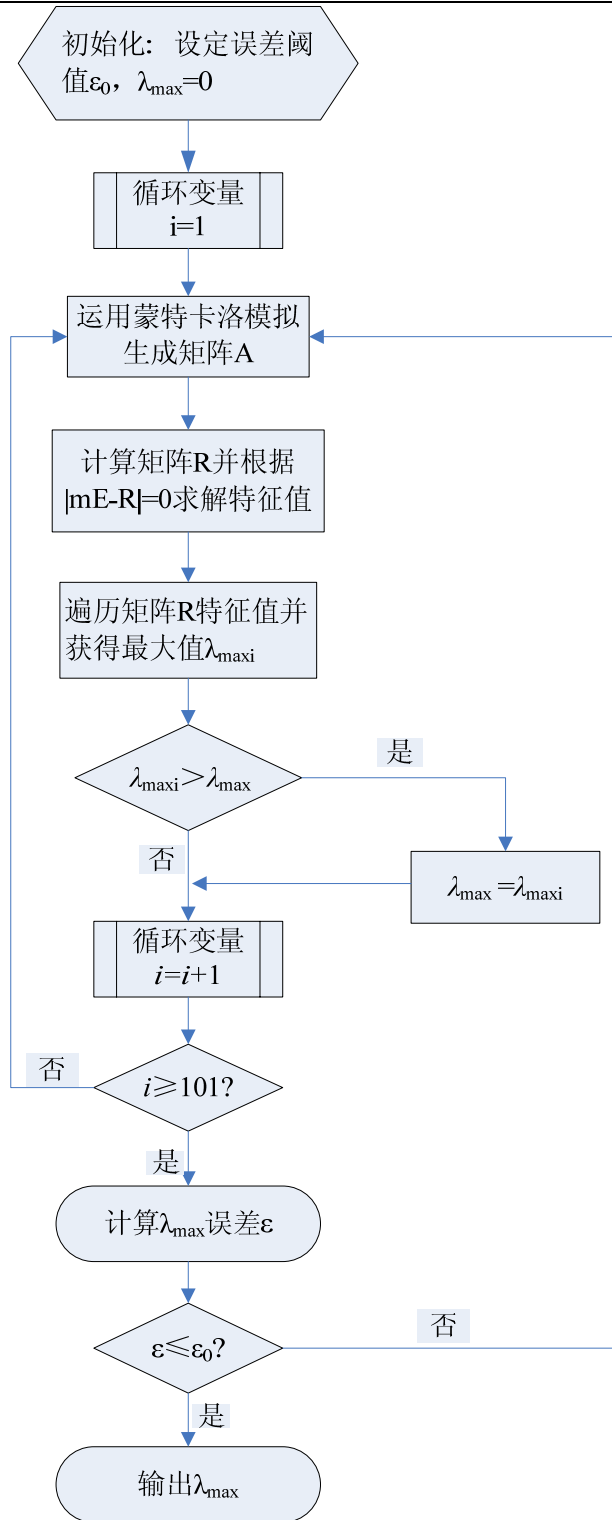 初始化：设定误差阈
值ε₀，λmax=0
循环变量
i=1
运用蒙特卡洛模拟
生成矩阵A
计算矩阵R并根据
|mE-R|=0求解特征值
遍历矩阵R特征值并
获得最大值λmaxi
λmaxi＞λmax
是
否
λmax=λmaxi
循环变量
i=i+1
否
i≥101?
是
计算λmax误差ε
ε≤ε₀?
否
是
输出λmax